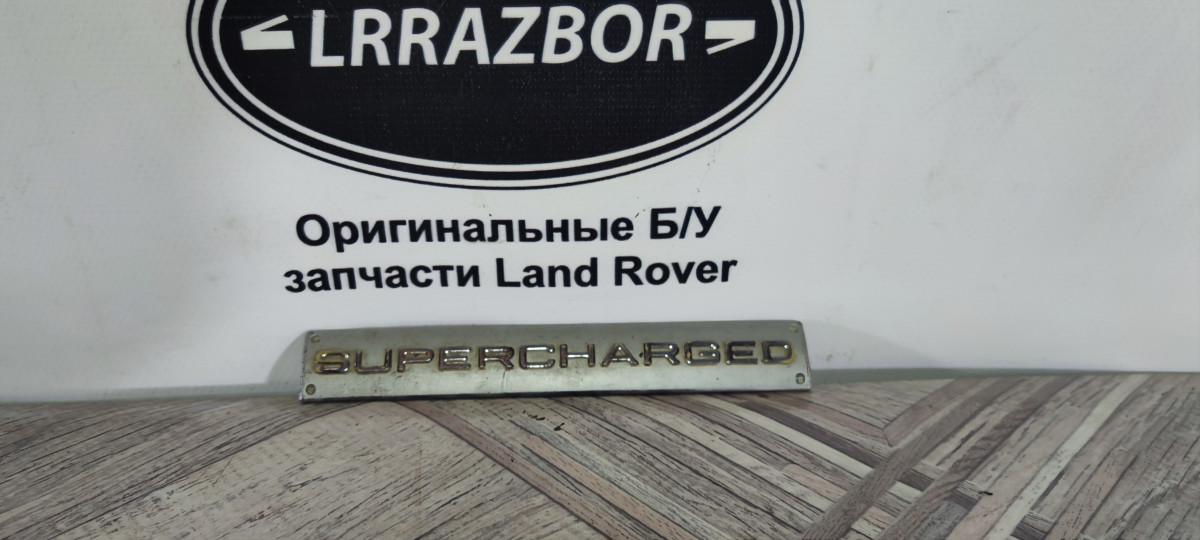 LRRAZBOR
Оригинальные Б/У
запчасти Land Rover
SUPERCHARGED